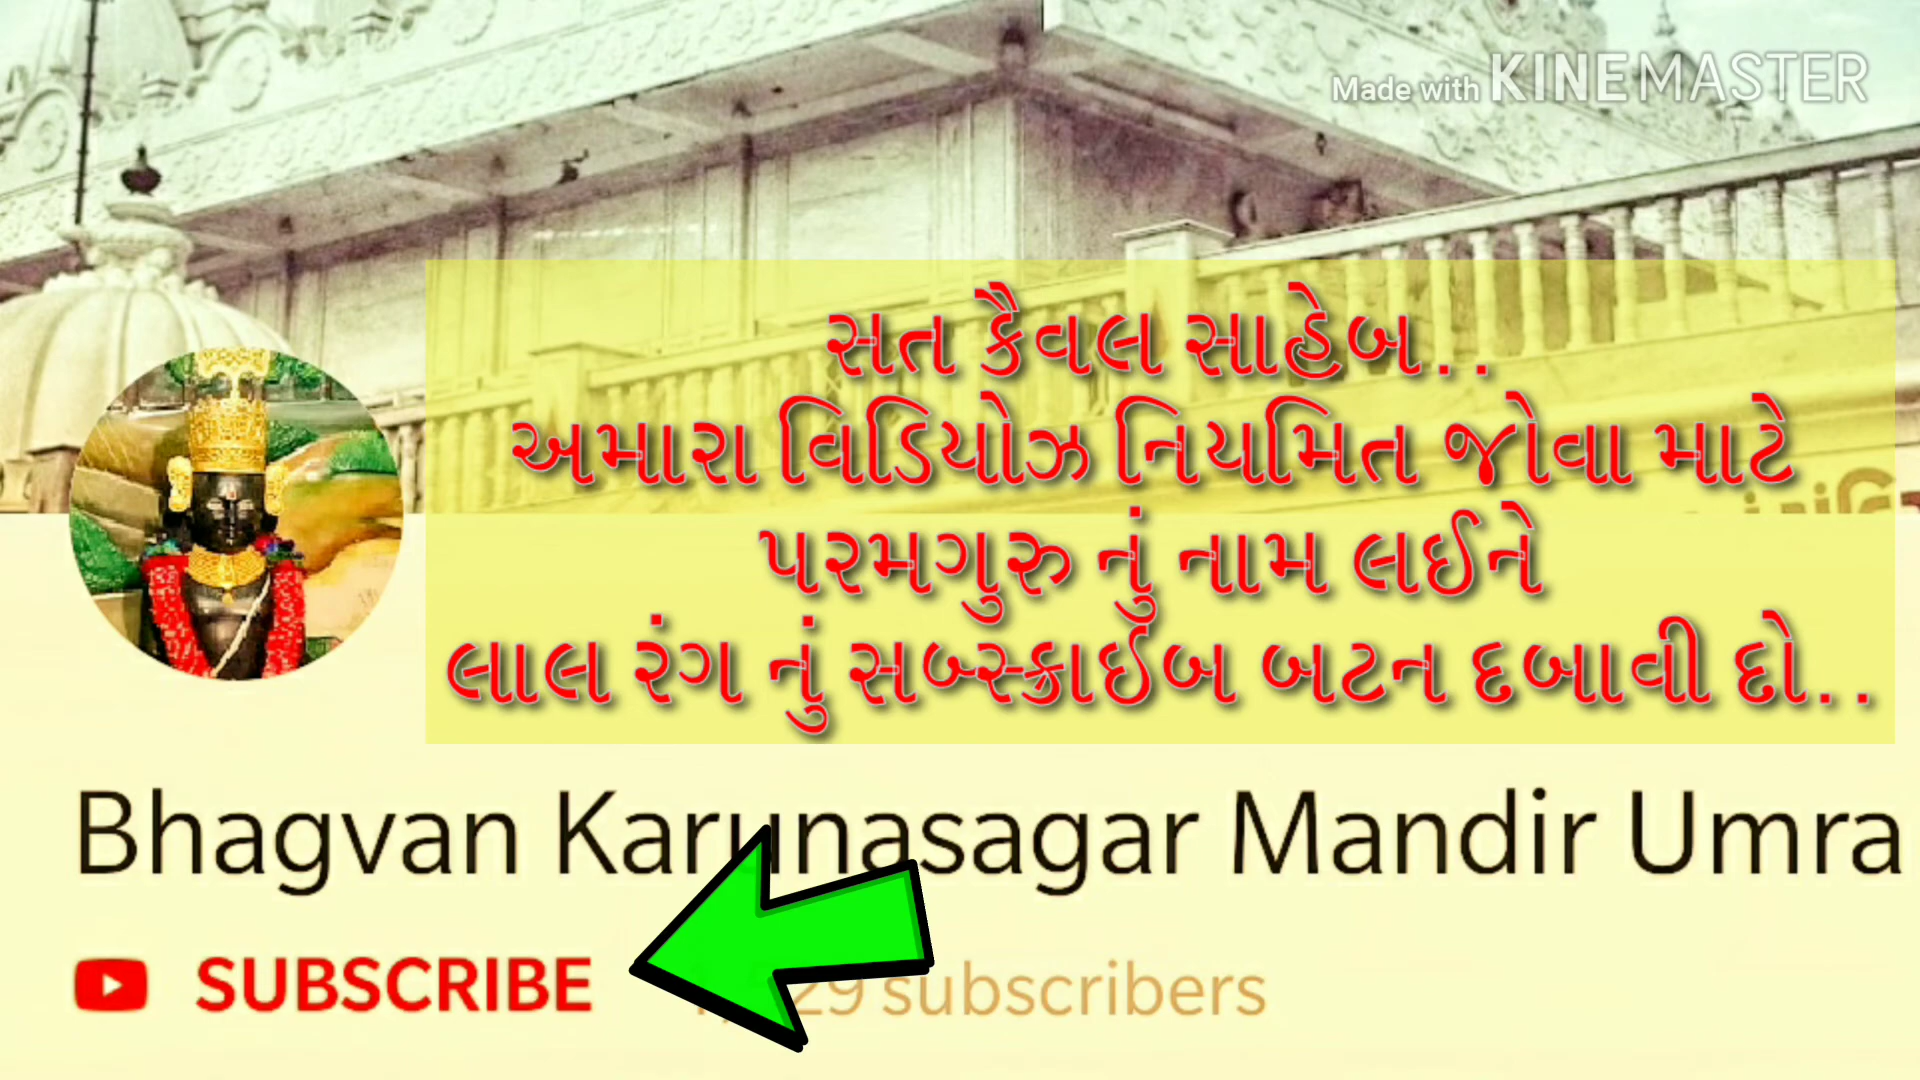 Made with KINEMASTER
સત કૈવલ સાહેબ..
અમારા વિડિયોઝ નિયમિત જોવા માટે
પરમગુરુ નું નામ લઈને
લાલ રંગ નું સબ્સ્ક્રાઈબ બટન દબાવી દો..
Bhagvan Karunasagar Mandir Umra
SUBSCRIBE
subscribers